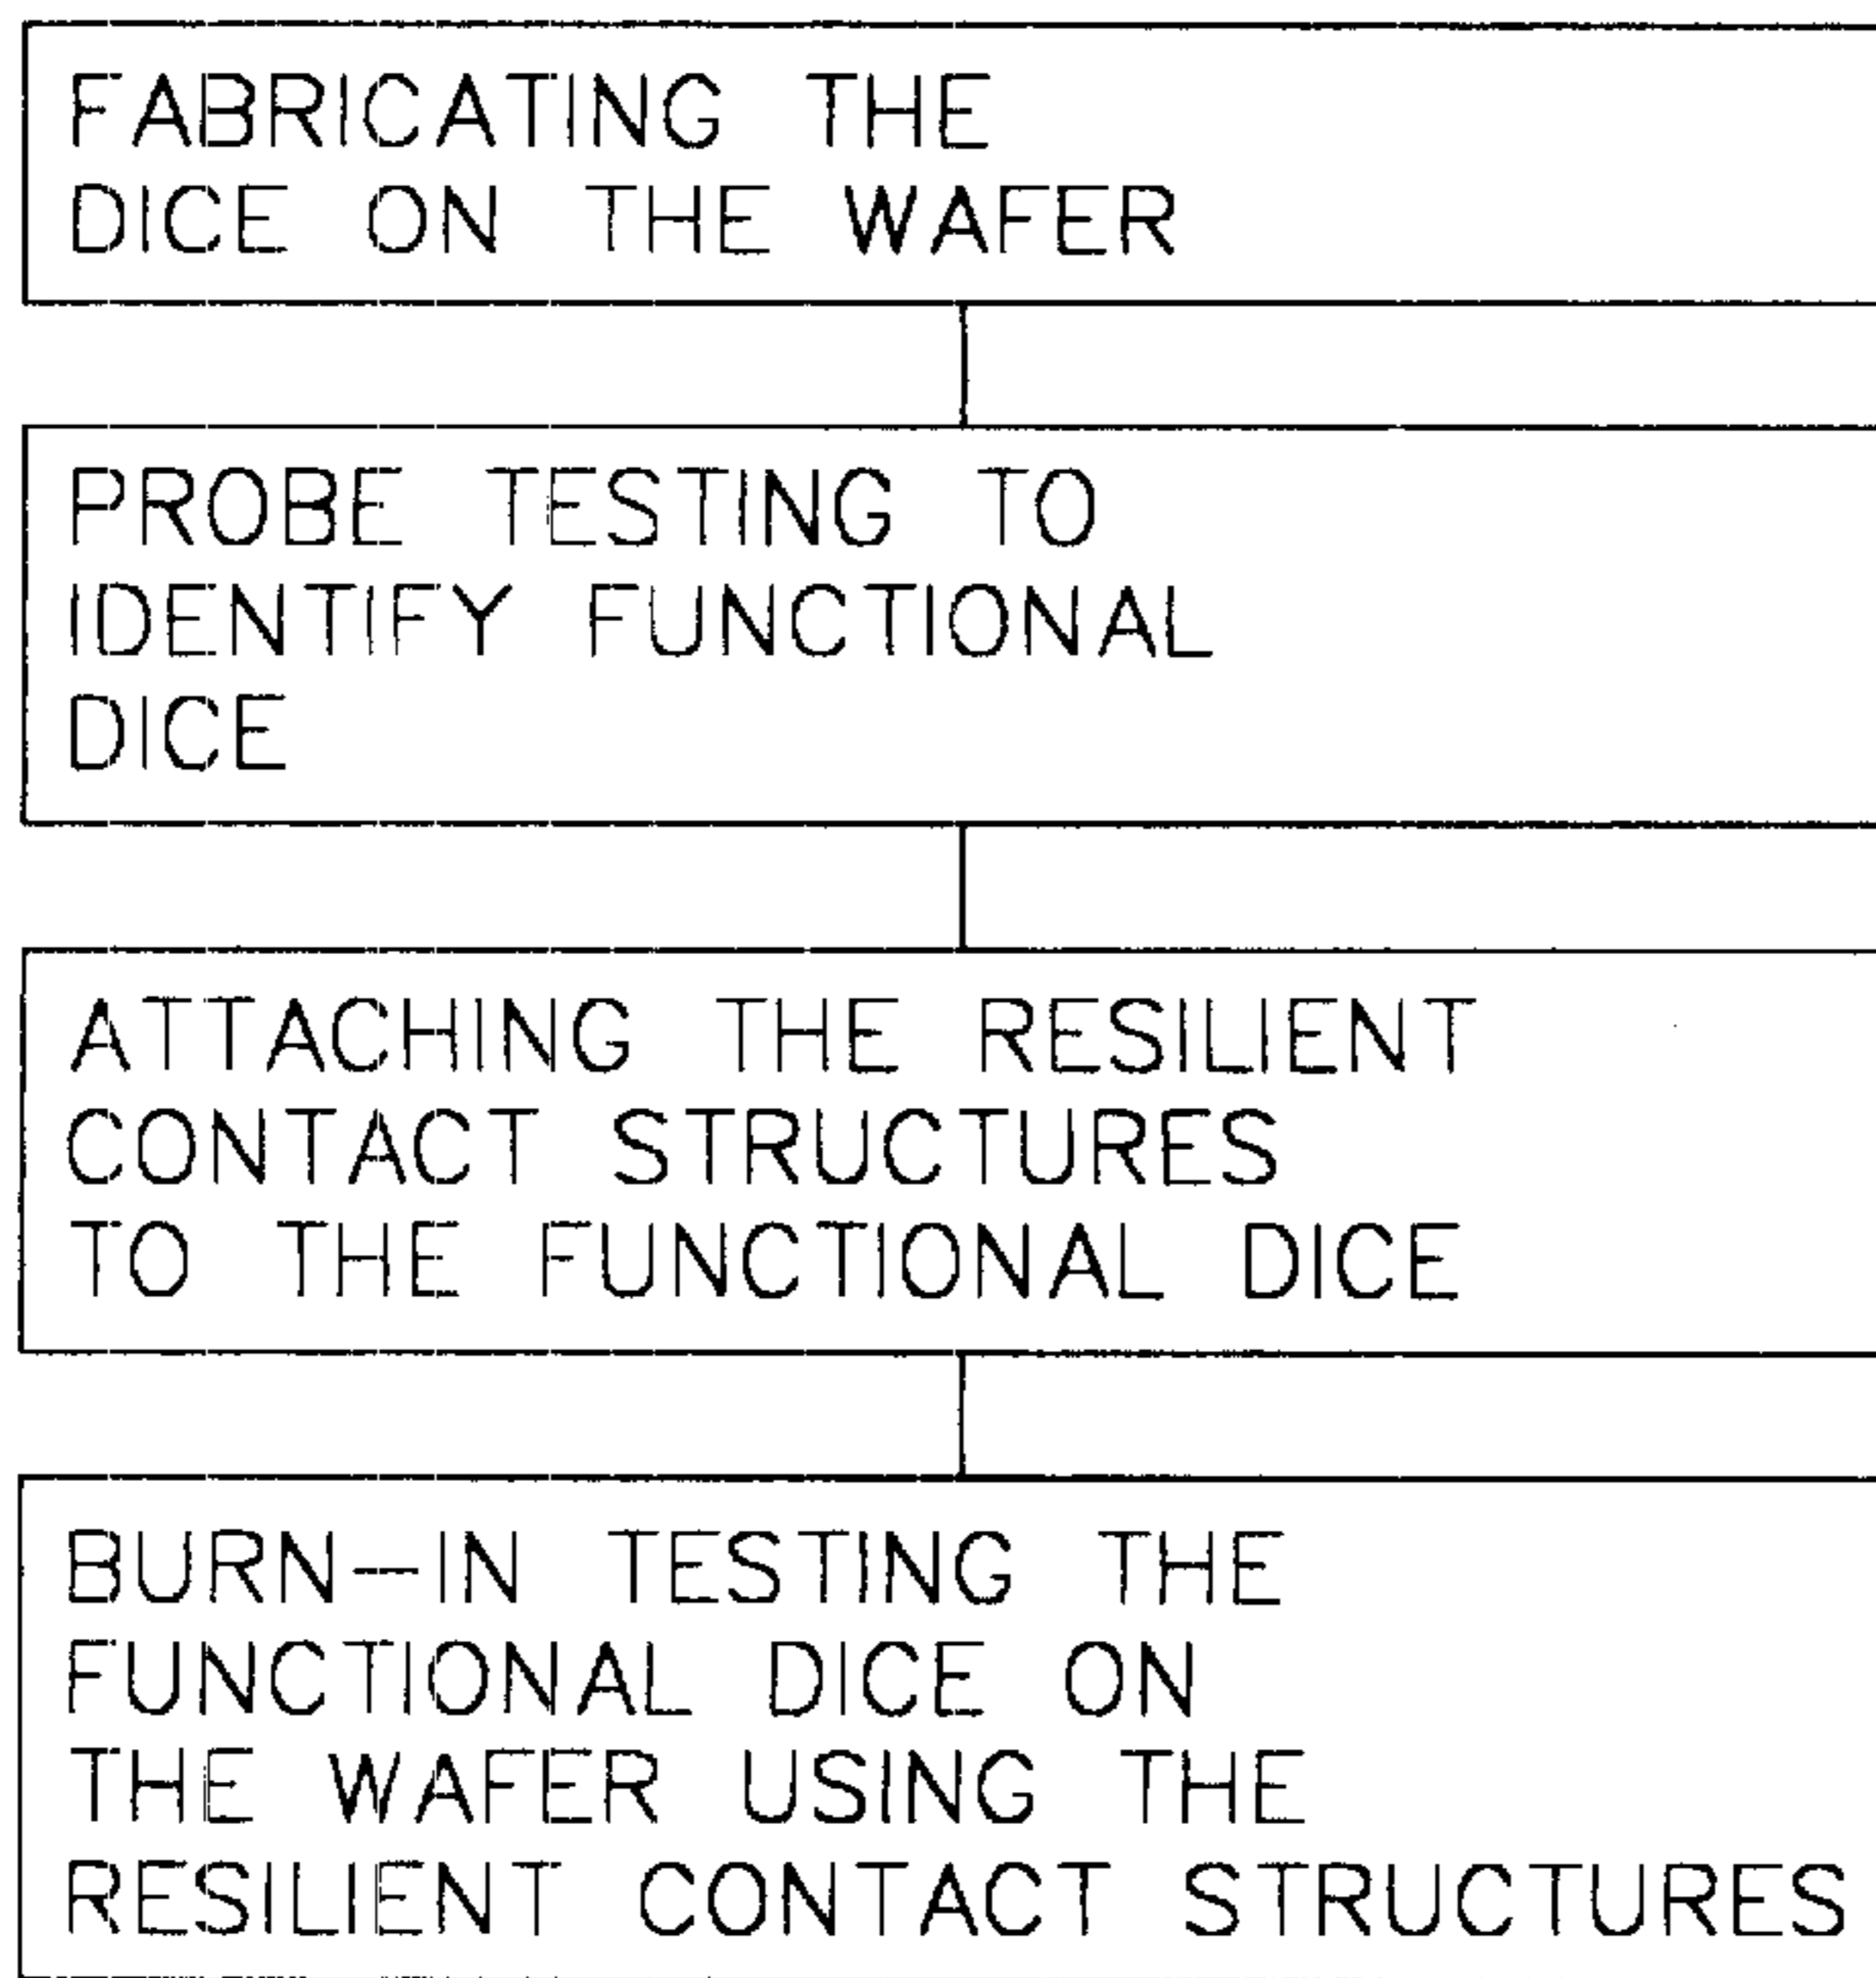 FABRICATING THE
DICE ON THE WAFER
PROBE TESTING TO
IDENTIFY FUNCTIONAL
DICE
ATTACHING THE RESILIENT
CONTACT STRUCTURES
TO THE FUNCTIONAL DICE
BURN-IN TESTING THE
FUNCTIONAL DICE ON
THE WAFER USING THE
RESILIENT CONTACT STRUCTURES